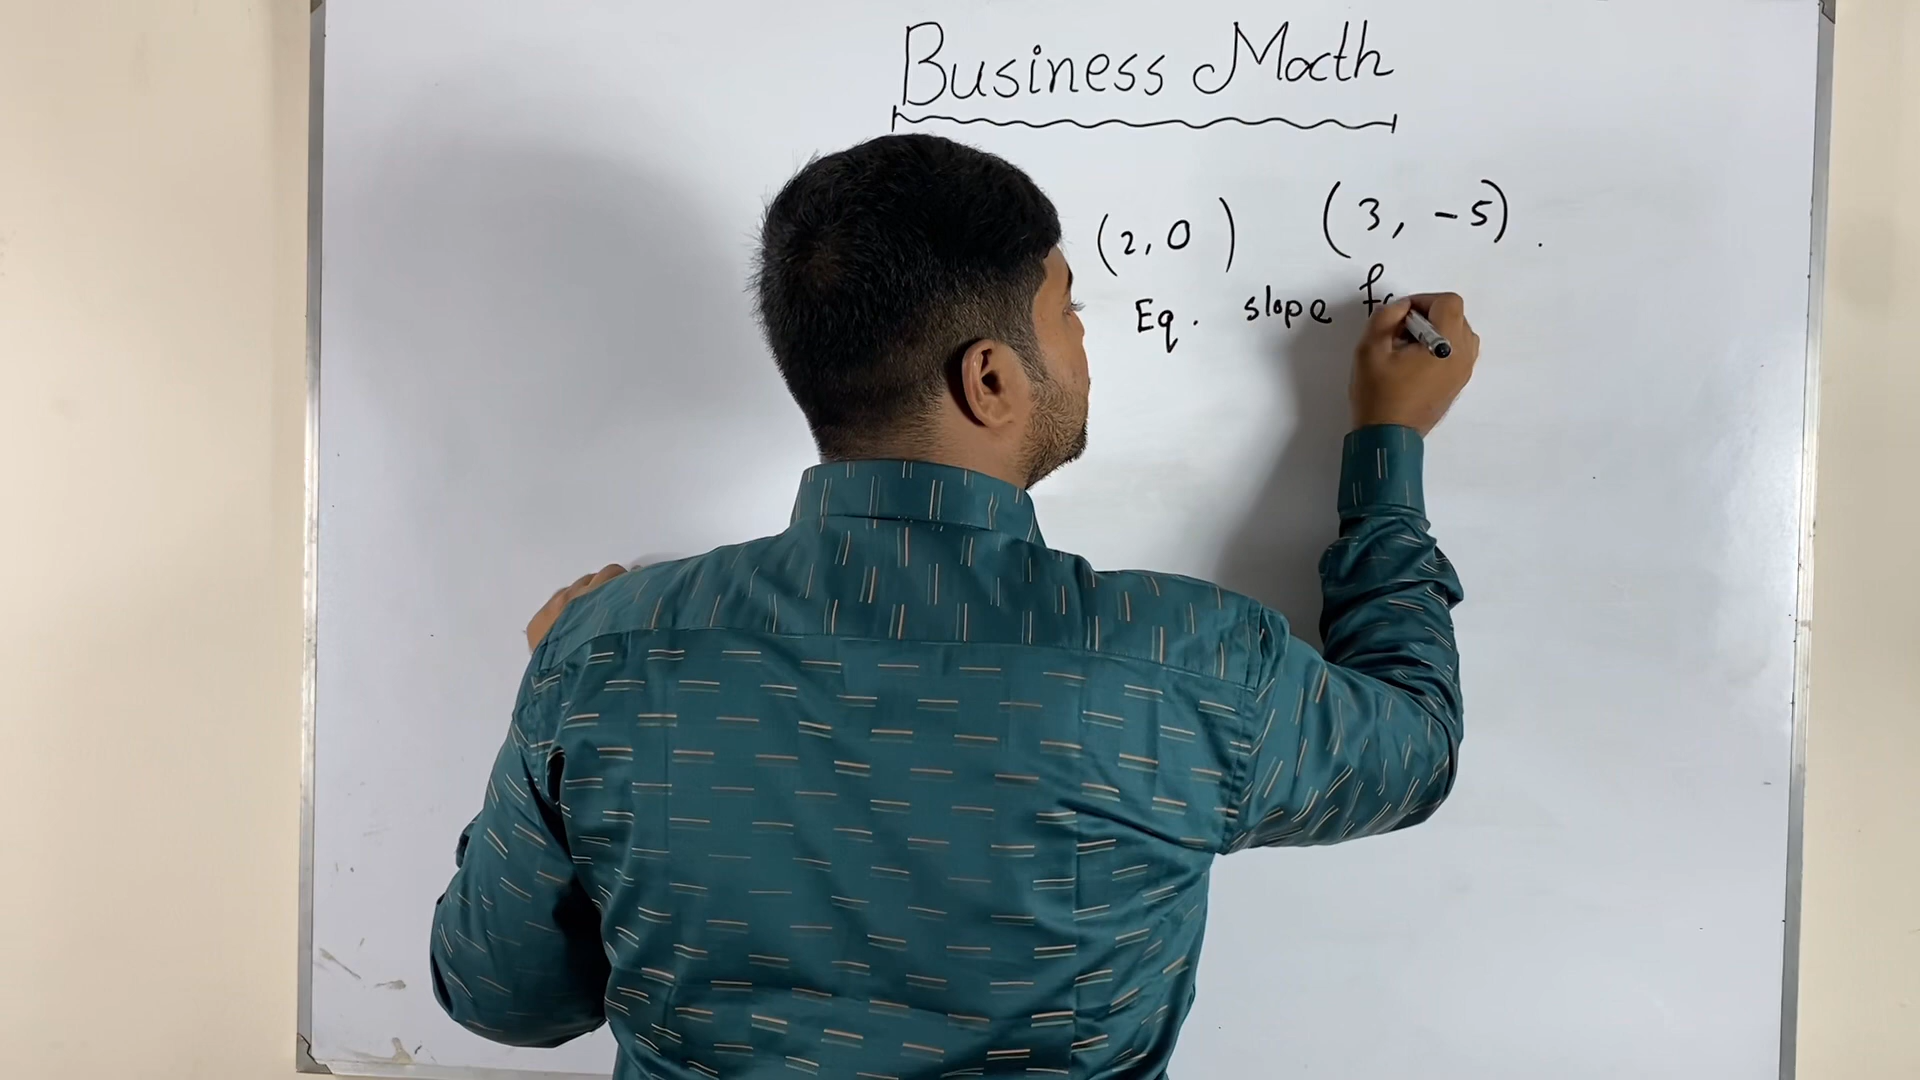 Business Math
(2,0) (3, -5).
Eq. slope